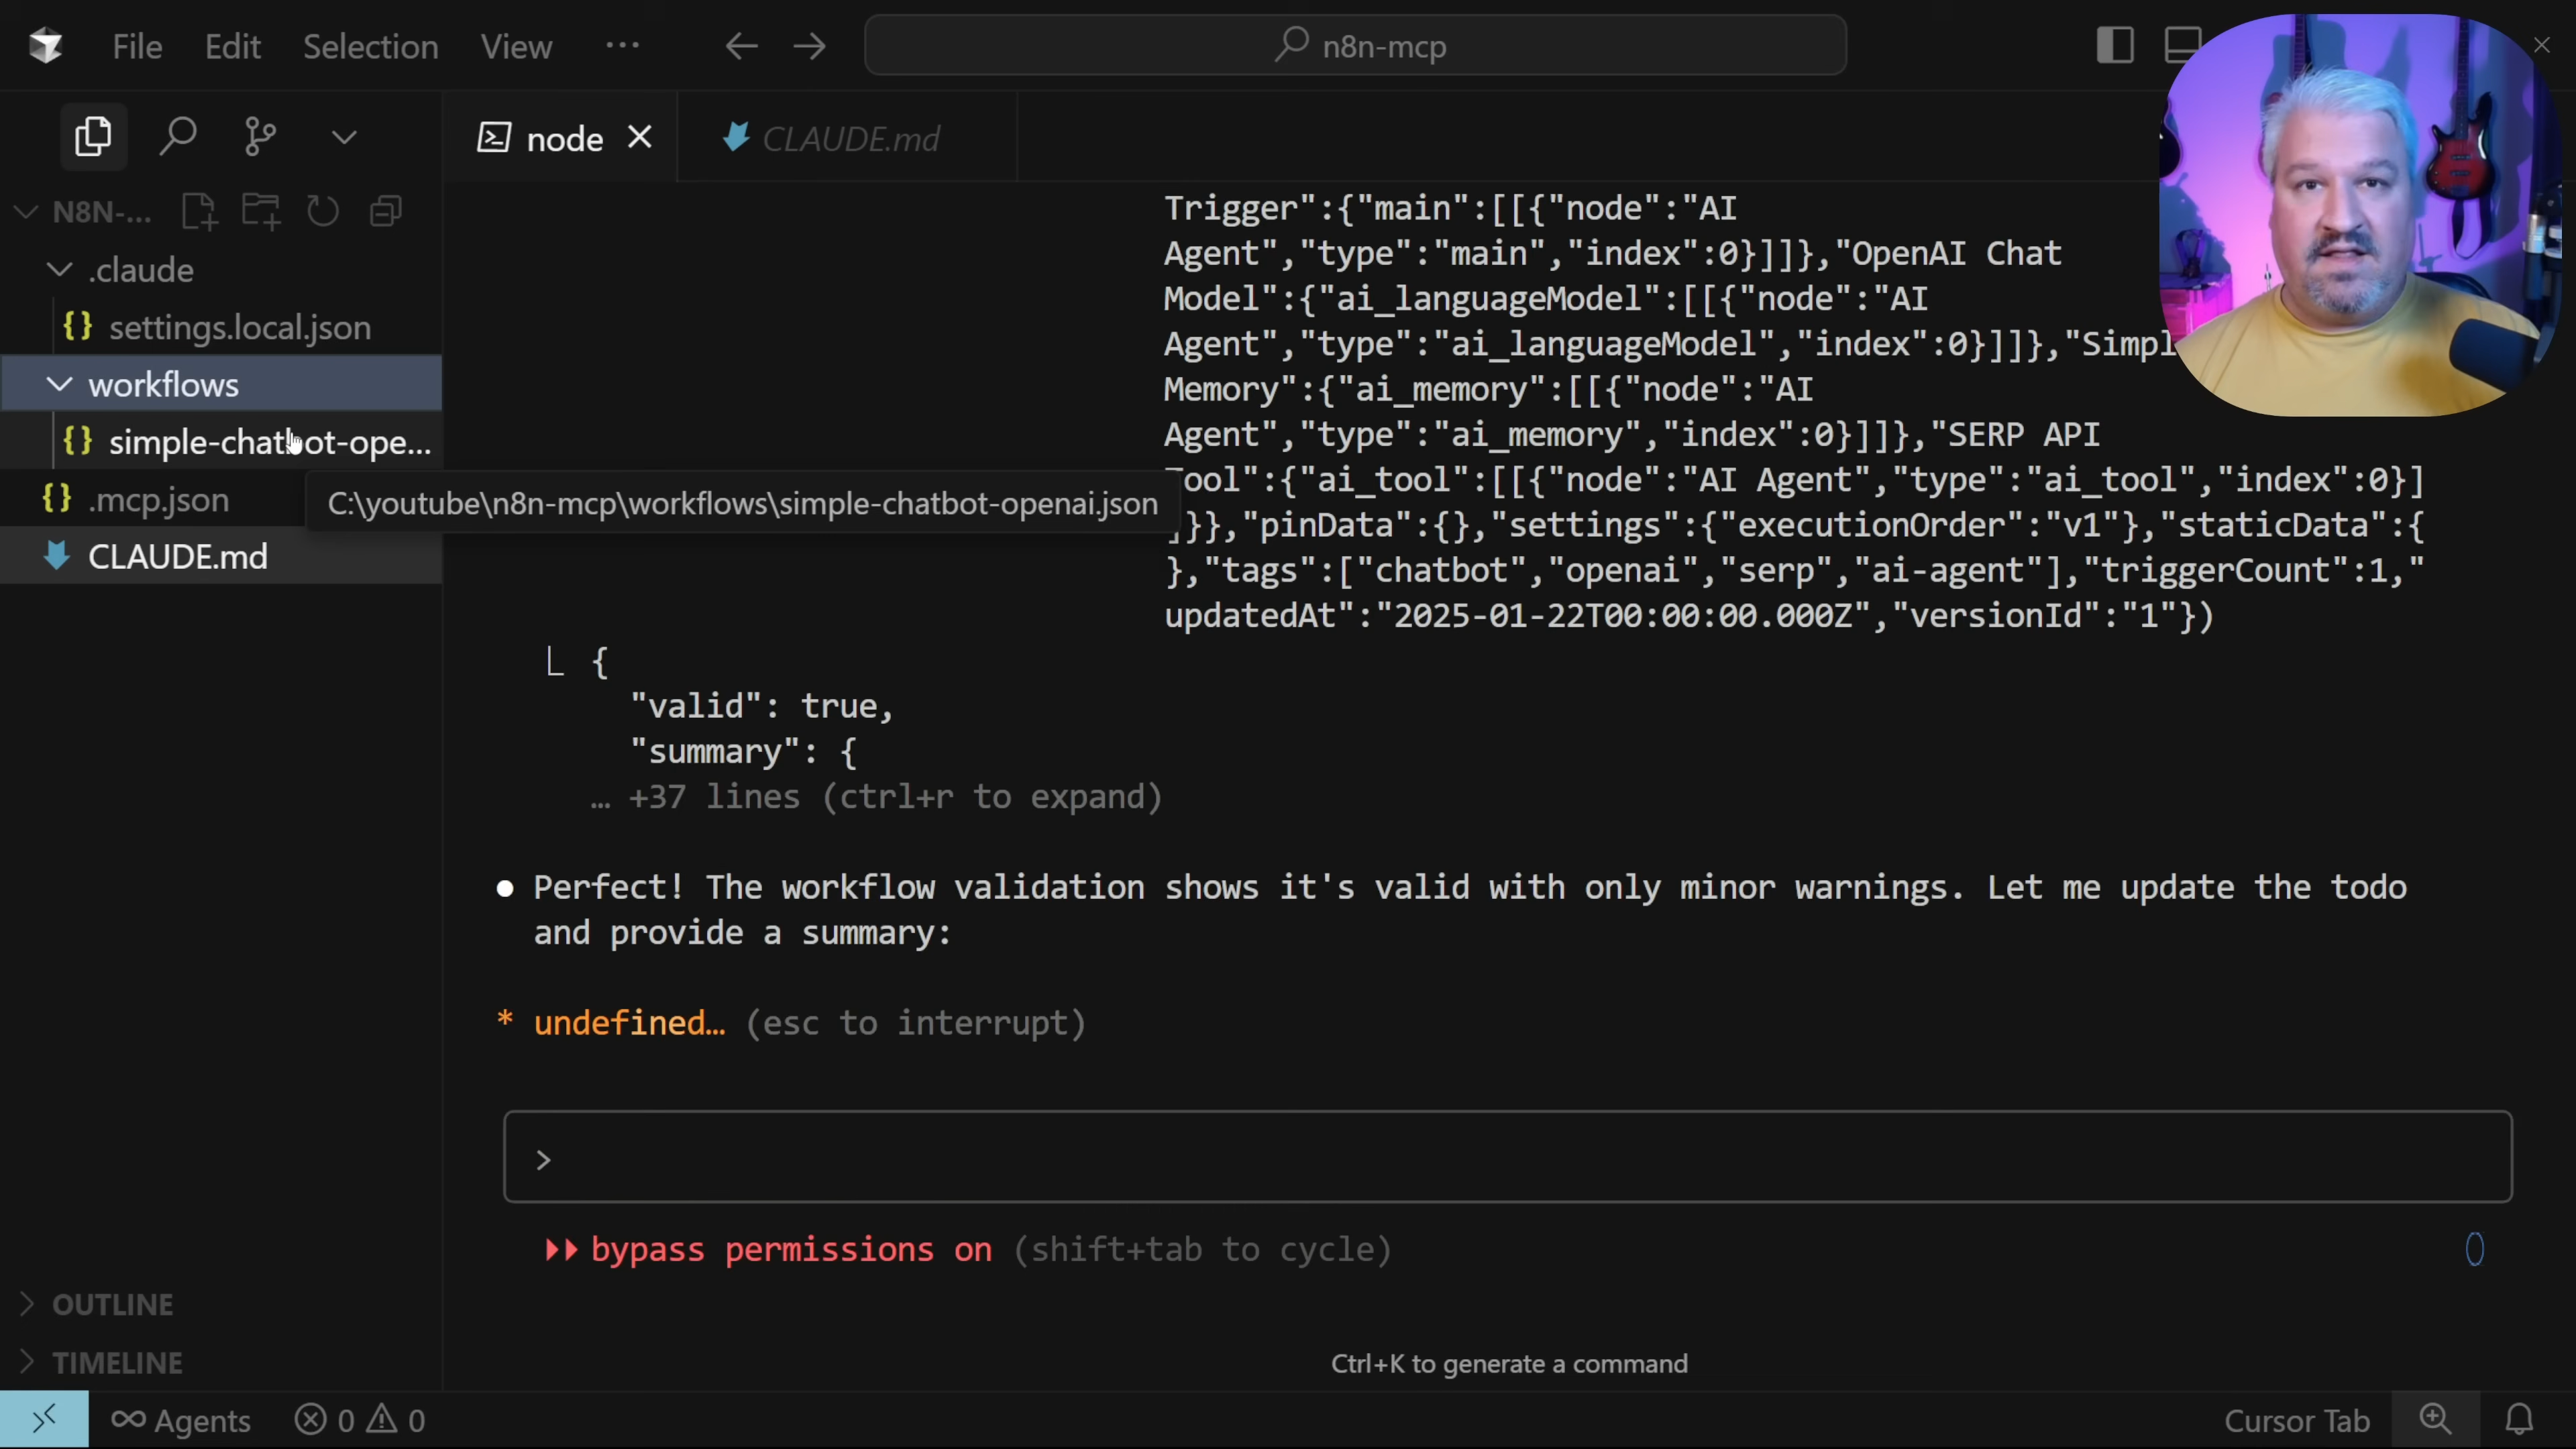 File Edit Selection View ...
n8n-mcp
node
CLAUDE.md
N8N-...
.claude
settings.local.json
workflows
simple-chatbot-ope...
.mcp.json
C:\youtube\n8n-mcp\workflows\simple-chatbot-openai.json
CLAUDE.md
Trigger":{"main":[[{"node":"AI
Agent","type":"main","index":0}]]},"OpenAI Chat
Model":{"ai_languageModel":[[{"node":"AI
Agent","type":"ai_languageModel","index":0}]]},"Simpl
Memory":{"ai_memory":[[{"node":"AI
Agent","type":"ai_memory","index":0}]]},"SERP API
Tool":{"ai_tool":[[{"node":"AI Agent","type":"ai_tool","index":0}]
]}},"pinData":{},"settings":{"executionOrder":"v1"},"staticData":{
},"tags":["chatbot","openai","serp","ai-agent"],"triggerCount":1,"
updatedAt":"2025-01-22T00:00:00.000Z","versionId":"1"})
{
"valid": true,
"summary": {
… +37 lines (ctrl+r to expand)
● Perfect! The workflow validation shows it's valid with only minor warnings. Let me update the todo
and provide a summary:
* undefined… (esc to interrupt)
>
bypass permissions on (shift+tab to cycle)
OUTLINE
TIMELINE
Ctrl+K to generate a command
Agents 0 0
Cursor Tab